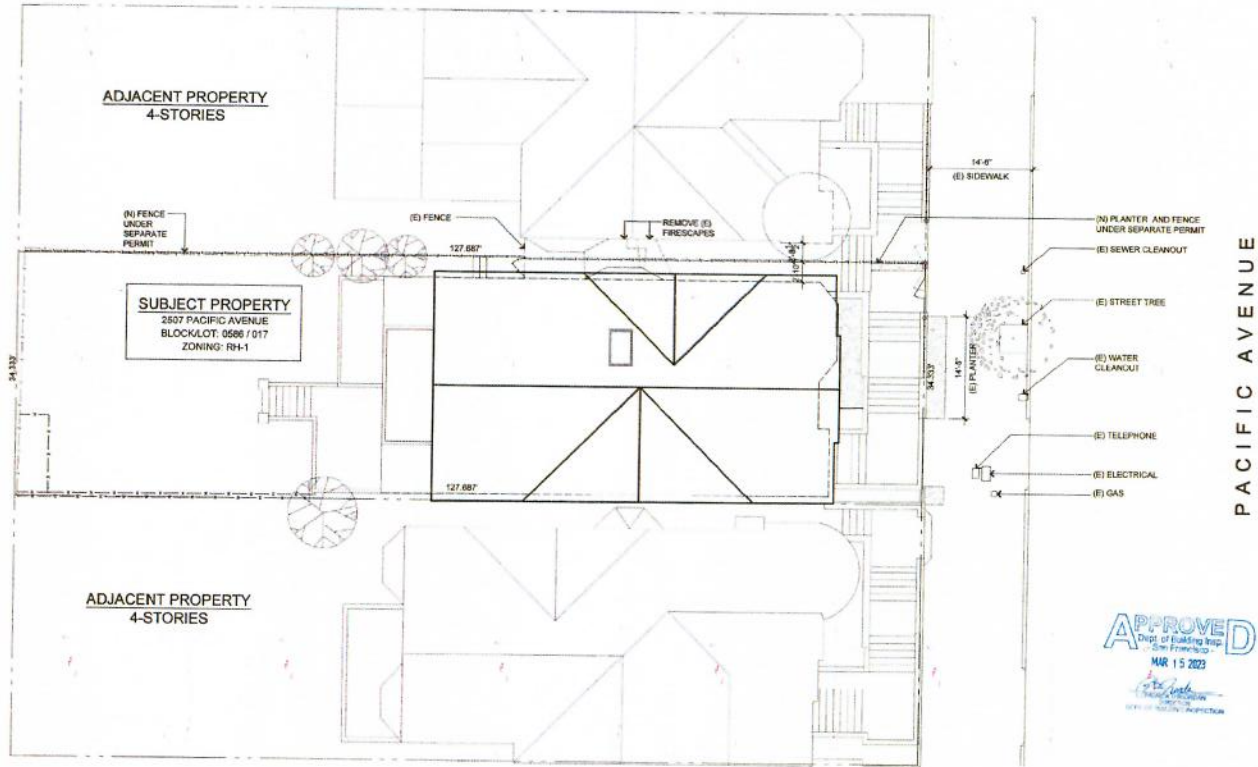 ADJACENT PROPERTY
4-STORIES
14'-6"
(E) SIDEWALK
(N) FENCE
UNDER
SEPARATE
PERMIT
(E) FENCE
127.687'
REMOVE (E)
FIRESCAPES
(N) PLANTER AND FENCE
UNDER SEPARATE PERMIT
(E) SEWER CLEANOUT
SUBJECT PROPERTY
2507 PACIFIC AVENUE
BLOCK/LOT: 0586 / 017
ZONING: RH-1
34.333'
34.333'
14'-5"
(E) PLANTER
(E) STREET TREE
(E) WATER
CLEANOUT
(E) TELEPHONE
(E) ELECTRICAL
(E) GAS
127.687'
PACIFIC AVENUE
ADJACENT PROPERTY
4-STORIES
APPROVED
Dept. of Building Insp.
San Francisco
MAR 15 2023